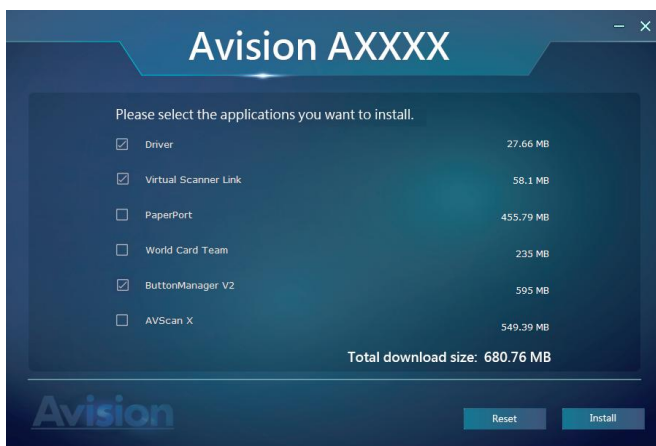 Avision AXXXX
Please select the applications you want to install.
Driver 27.66 MB
Virtual Scanner Link 58.1 MB
PaperPort 455.79 MB
World Card Team 235 MB
ButtonManager V2 595 MB
AVScan X 549.39 MB
Total download size: 680.76 MB
Avision
Reset Install